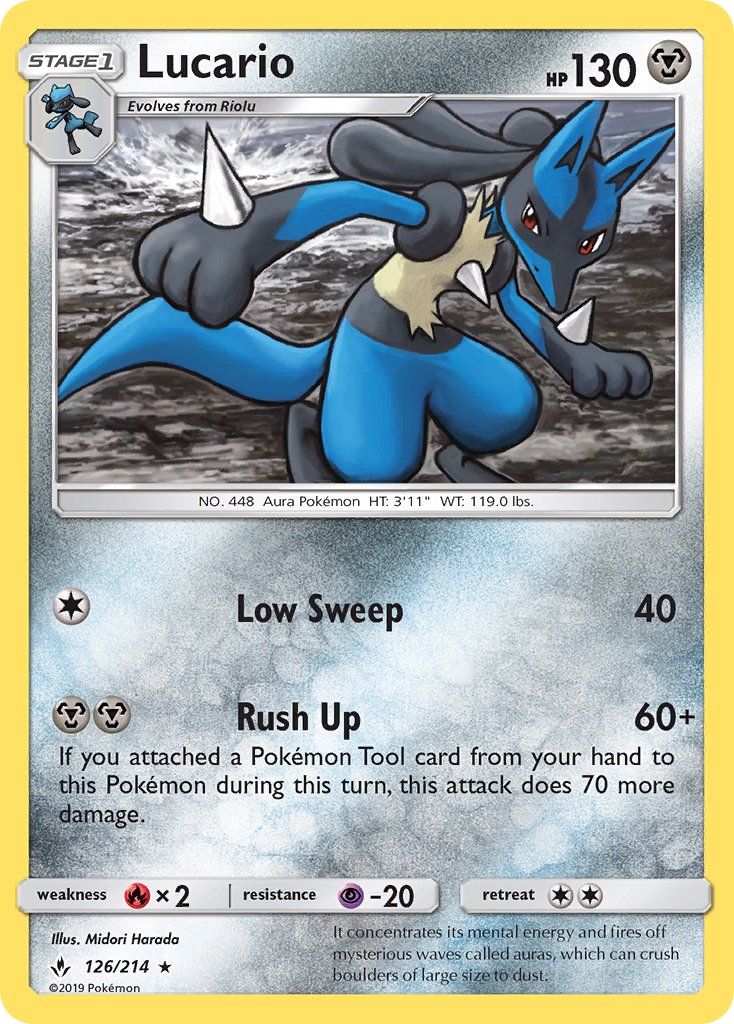 STAGE1
Lucario
HP 130
Evolves from Riolu
NO. 448 Aura Pokémon HT: 3'11" WT: 119.0 lbs.
Low Sweep 40
Rush Up 60+
If you attached a Pokémon Tool card from your hand to
this Pokémon during this turn, this attack does 70 more
damage.
weakness ×2 resistance -20 retreat
Illus. Midori Harada
126/214 ★
©2019 Pokémon
It concentrates its mental energy and fires off
mysterious waves called auras, which can crush
boulders of large size to dust.